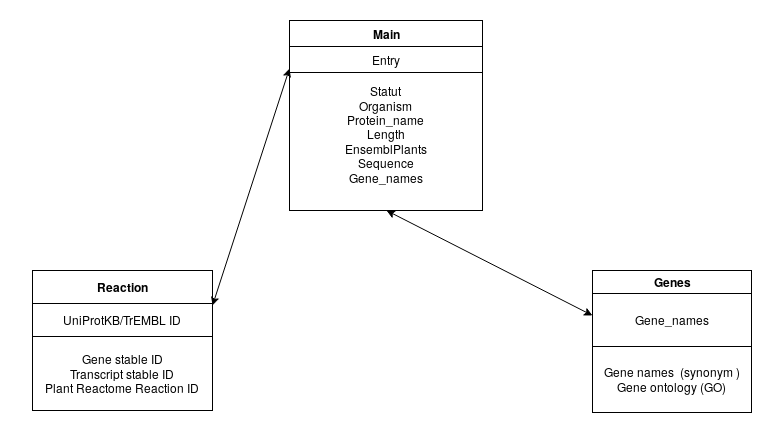 Main
Entry
Statut
Organism
Protein_name
Length
EnsemblPlants
Sequence
Gene_names
Reaction
UniProtKB/TrEMBL ID
Gene stable ID
Transcript stable ID
Plant Reactome Reaction ID
Genes
Gene_names
Gene names  (synonym )
Gene ontology (GO)